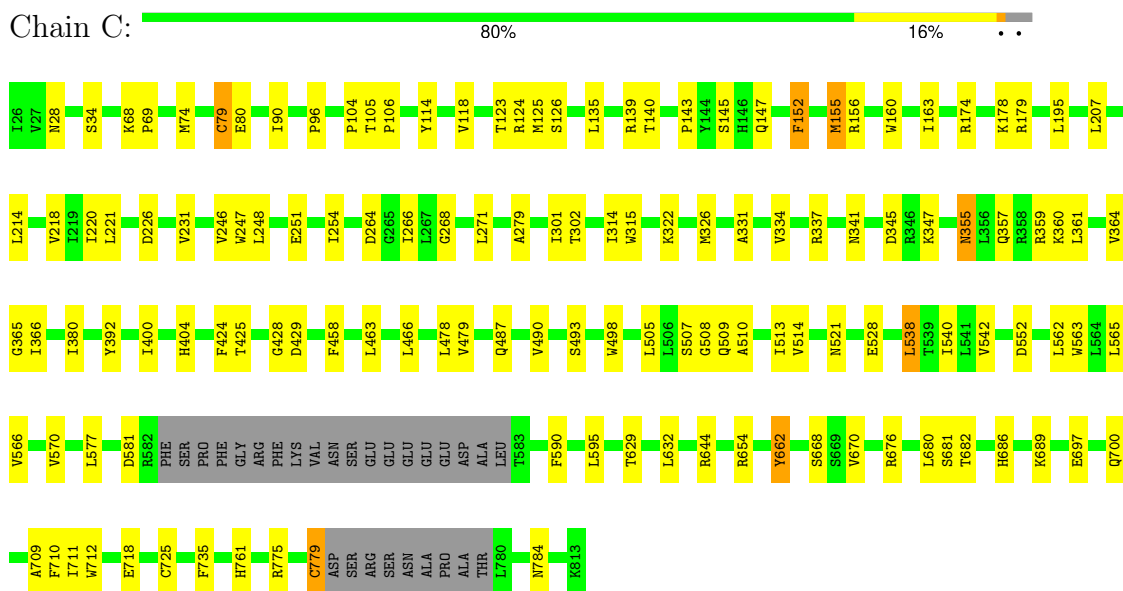 Chain C:
80% 16% • •
I26 V27 N28 S34 K68 P69 M74 C79 E80 I90 P96 P104 T105 P106 Y114 V118 T123 R124 M125 S126 L135 R139 T140 P143 Y144 S145 H146 Q147 F152 M155 R156 W160 I163 R174 K178 R179 L195 L207
L214 V218 I219 I220 L221 D226 V231 V246 W247 L248 E251 I254 D264 G265 I266 L267 G268 L271 A279 I301 T302 I314 W315 K322 M326 A331 V334 R337 N341 D345 R346 K347 N355 L356 Q357 R358 R359 K360 L361 V364
G365 I366 I380 Y392 I400 H404 F424 T425 G428 D429 F458 L463 L466 L478 V479 Q487 V490 S493 W498 L505 L506 S507 G508 Q509 A510 I513 V514 N521 E528 L538 T539 I540 L541 V542 D552 L562 W563 L564 L565
V566 V570 L577 D581 R582 PHE SER PRO PHE GLY ARG PHE LYS VAL ASN SER GLU GLU GLU GLU ASP ALA LEU T583 F590 L595 T629 L632 R644 R654 Y662 S668 S669 V670 R676 L680 S681 T682 H686 K689 E697 Q700
A709 F710 I711 W712 E718 C725 F735 H761 R775 C779 ASP SER ARG SER ASN ALA PRO ALA THR L780 N784 K813